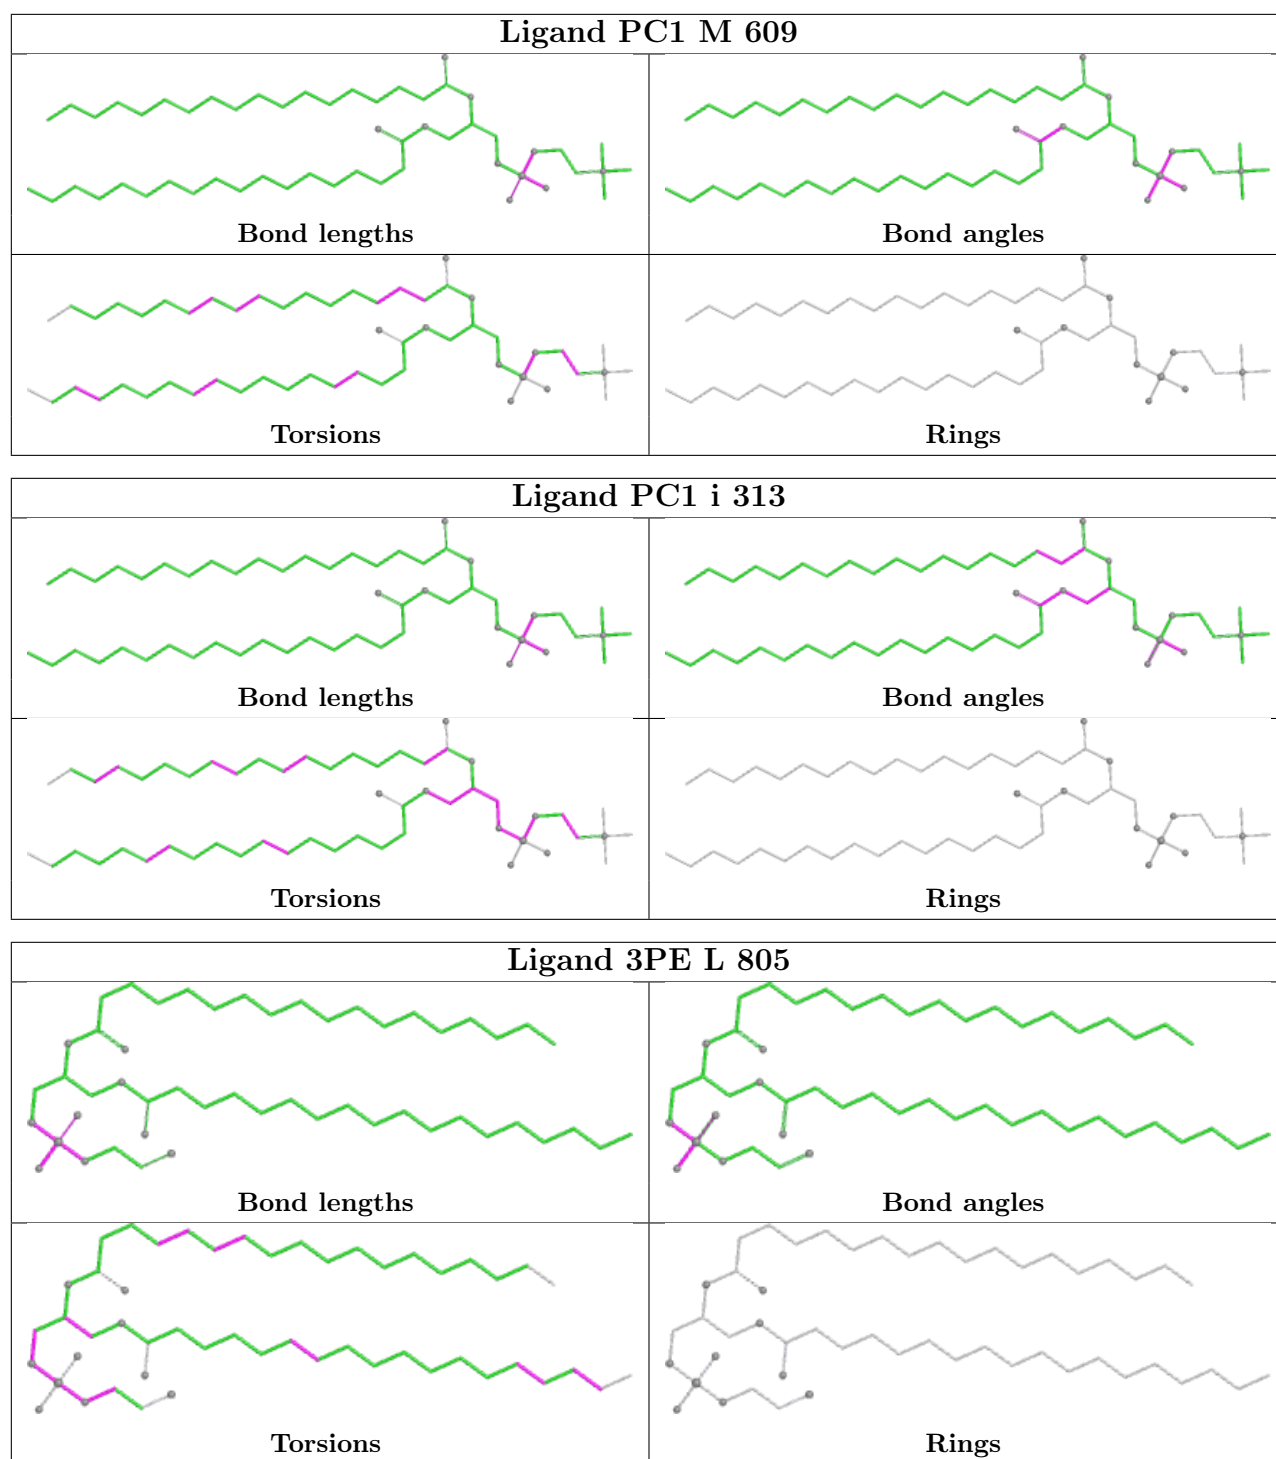 Ligand PC1 M 609
Bond lengths
Bond angles
Torsions
Rings
Ligand PC1 i 313
Bond lengths
Bond angles
Torsions
Rings
Ligand 3PE L 805
Bond lengths
Bond angles
Torsions
Rings